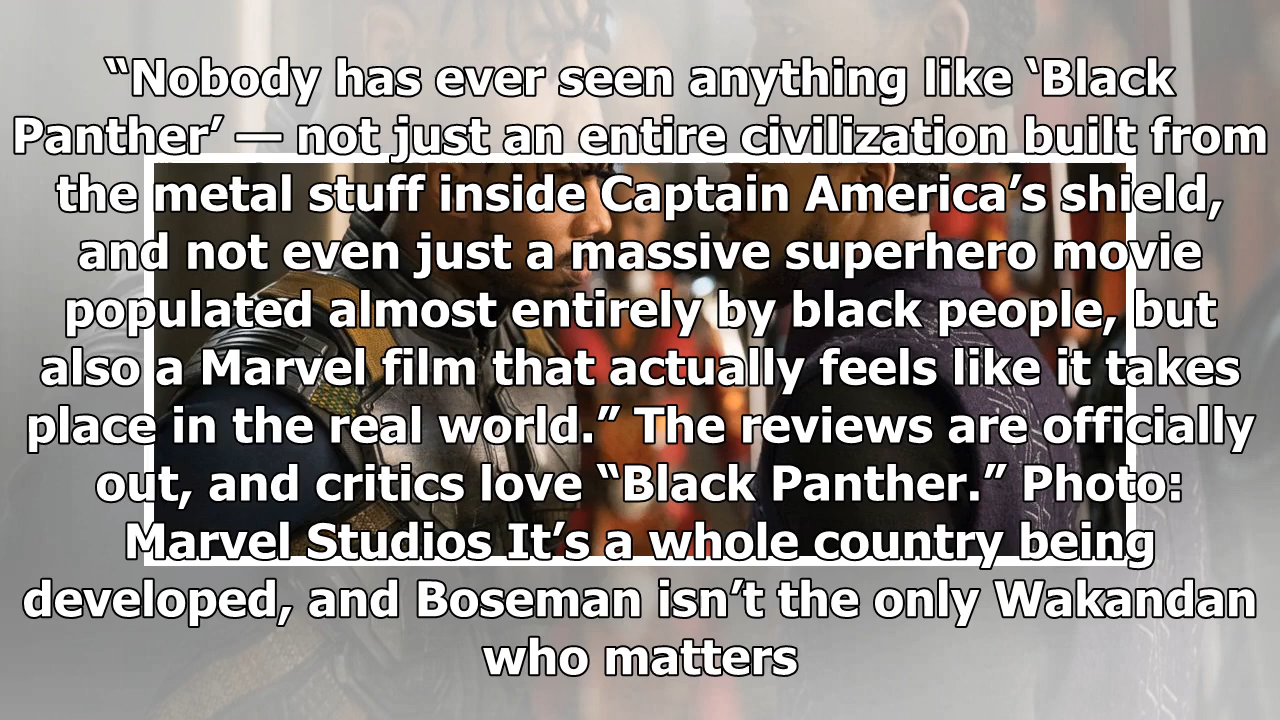 “Nobody has ever seen anything like ‘Black
Panther’ — not just an entire civilization built from
the metal stuff inside Captain America’s shield,
and not even just a massive superhero movie
populated almost entirely by black people, but
also a Marvel film that actually feels like it takes
place in the real world.” The reviews are officially
out, and critics love “Black Panther.” Photo:
Marvel Studios It’s a whole country being
developed, and Boseman isn’t the only Wakandan
who matters